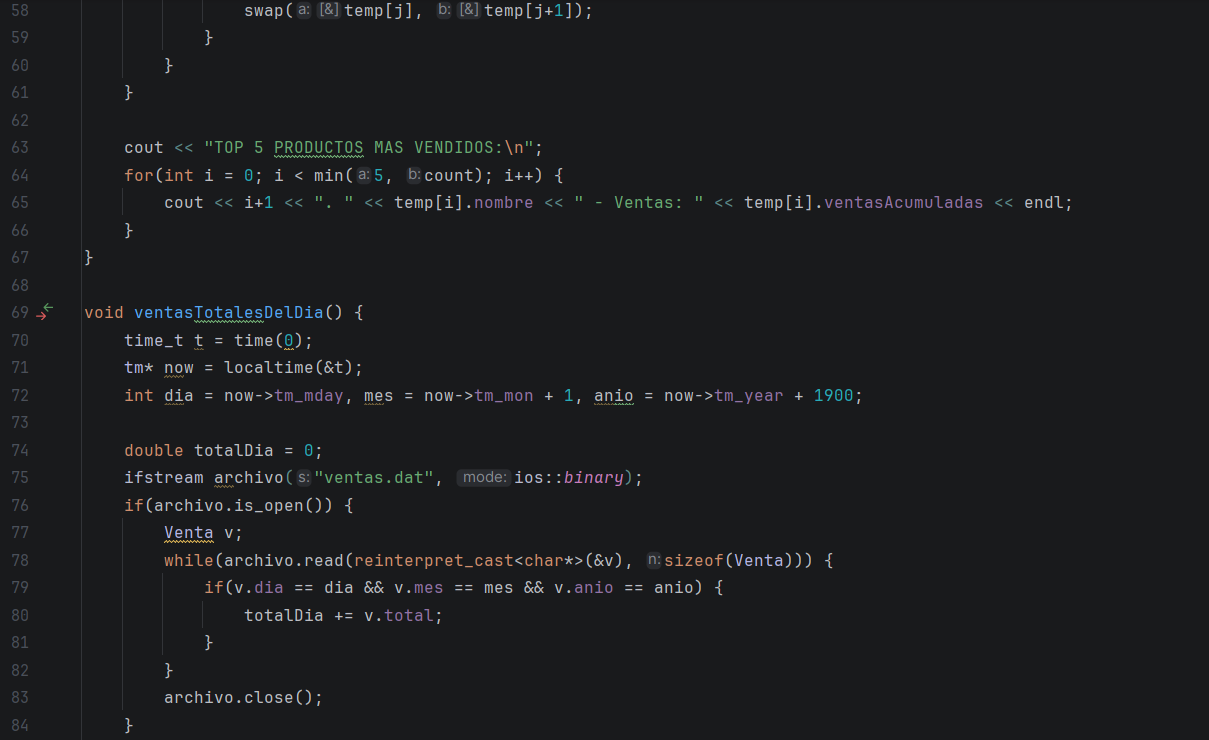 58 swap(a: [&]temp[j], b: [&]temp[j+1]);
59 }
60 }
61 }
62
63 cout << "TOP 5 PRODUCTOS MAS VENDIDOS:\n";
64 for(int i = 0; i < min(a:5, b:count); i++) {
65 cout << i+1 << ". " << temp[i].nombre << " - Ventas: " << temp[i].ventasAcumuladas << endl;
66 }
67 }
68
69 void ventasTotalesDelDia() {
70 time_t t = time(0);
71 tm* now = localtime(&t);
72 int dia = now->tm_mday, mes = now->tm_mon + 1, anio = now->tm_year + 1900;
73
74 double totalDia = 0;
75 ifstream archivo(s:"ventas.dat", mode:ios::binary);
76 if(archivo.is_open()) {
77 Venta v;
78 while(archivo.read(reinterpret_cast<char*>(&v), n:sizeof(Venta))) {
79 if(v.dia == dia && v.mes == mes && v.anio == anio) {
80 totalDia += v.total;
81 }
82 }
83 archivo.close();
84 }